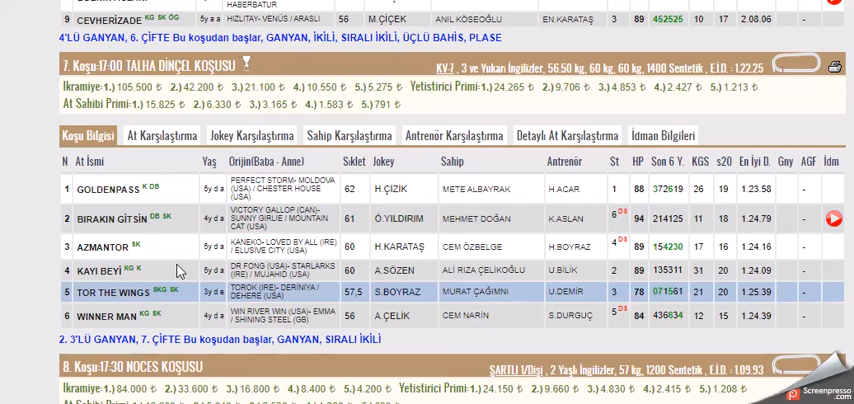 HABERBATUR
9 CEVHERİZADE KG SK ÖG 5y a a HIZLITAY- VENÜS / ARASLI 56 M.ÇİÇEK ANIL KÖSEOĞLU EN.KARATAŞ 3 89 452525 10 17 2.08.06
4'LÜ GANYAN, 6. ÇİFTE Bu koşudan başlar, GANYAN, İKİLİ, SIRALI İKİLİ, ÜÇLÜ BAHİS, PLASE
7. Koşu:17:00 TALHA DİNÇEL KOŞUSU KV-7 , 3 ve Yukarı İngilizler, 56.50 kg, 60 kg, 60 kg, 1400 Sentetik , E.İ.D. : 1.22.25
Ikramiye: 1.) 105.500 ₺ 2.) 42.200 ₺ 3.) 21.100 ₺ 4.) 10.550 ₺ 5.) 5.275 ₺ Yetistirici Primi: 1.) 24.265 ₺ 2.) 9.706 ₺ 3.) 4.853 ₺ 4.) 2.427 ₺ 5.) 1.213 ₺
At Sahibi Primi: 1.) 15.825 ₺ 2.) 6.330 ₺ 3.) 3.165 ₺ 4.) 1.583 ₺ 5.) 791 ₺
Koşu Bilgisi At Karşılaştırma Jokey Karşılaştırma Sahip Karşılaştırma Antrenör Karşılaştırma Detaylı At Karşılaştırma İdman Bilgileri
N At İsmi Yaş Orijin(Baba - Anne) Sıklet Jokey Sahip Antrenör St HP Son 6 Y. KGS s20 En İyi D. Gny AGF İdm
1 GOLDENPASS K DB 5y d a PERFECT STORM- MOLDOVA (USA) / CHESTER HOUSE (USA) 62 H.ÇİZİK METE ALBAYRAK H.ACAR 1 88 372619 26 19 1.23.58 -
2 BIRAKIN GİTSİN DB SK 5y d a VICTORY GALLOP (CAN)- SUNNY GIRLIE / MOUNTAIN CAT (USA) 61 Ö.YILDIRIM MEHMET DOĞAN K.ASLAN 6 DS 94 214125 11 18 1.24.79 -
3 AZMANTOR SK 5y d a KANEKO- LOVED BY ALL (IRE) / ELUSIVE CITY (USA) 60 H.KARATAŞ CEM ÖZBELGE H.BOYRAZ 4 DS 89 154230 17 16 1.24.16 -
4 KAYI BEYİ KG K 5y d a DR FONG (USA)- STARLARKS (IRE) / MUJAHID (USA) 60 A.SÖZEN ALİ RIZA ÇELİKOĞLU U.BİLİK 2 89 135311 31 20 1.24.09 -
5 TOR THE WINGS SKG SK 3y d e TOROK (IRE)- DERİNİYA / DEHERE (USA) 57,5 S.BOYRAZ MURAT ÇAĞIMNI U.DEMİR 3 78 071561 21 20 1.25.39 -
6 WINNER MAN KG SK 4y d a WIN RIVER WIN (USA)- EMMA / SHINING STEEL (GB) 56 A.ÇELİK CEM NARİN S.DURGUÇ 5 DS 84 436634 12 15 1.24.39 -
2. 3'LÜ GANYAN, 7. ÇİFTE Bu koşudan başlar, GANYAN, SIRALI İKİLİ
8. Koşu:17:30 NOCES KOŞUSU ŞARTLI 1/Dişi , 2 Yaşlı İngilizler, 57 kg, 1200 Sentetik , E.İ.D. : 1.09.93
Ikramiye: 1.) 84.000 ₺ 2.) 33.600 ₺ 3.) 16.800 ₺ 4.) 8.400 ₺ 5.) 4.200 ₺ Yetistirici Primi: 1.) 24.150 ₺ 2.) 9.660 ₺ 3.) 4.830 ₺ 4.) 2.415 ₺ 5.) 1.208 ₺
Screenpresso.com